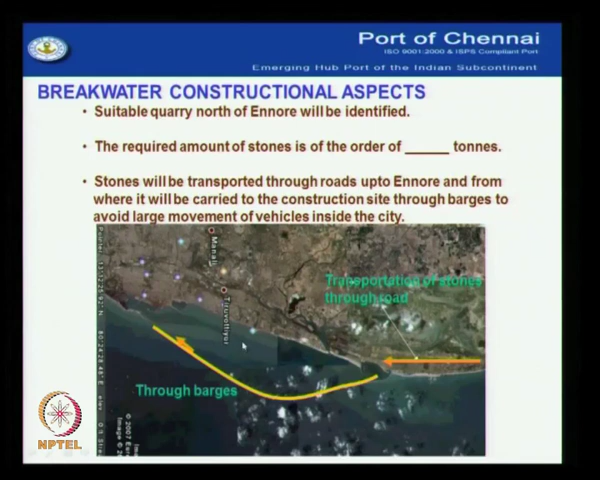 Port of Chennai
ISO 9001:2000 & ISPS Compliant Port
Emerging Hub Port of the Indian Subcontinent
BREAKWATER CONSTRUCTIONAL ASPECTS
• Suitable quarry north of Ennore will be identified.
• The required amount of stones is of the order of ______ tonnes.
• Stones will be transported through roads upto Ennore and from
where it will be carried to the construction site through barges to
avoid large movement of vehicles inside the city.
Manali
Tiruvottiyur
Transportation of stones
through road
Through barges
© 2007
NPTEL